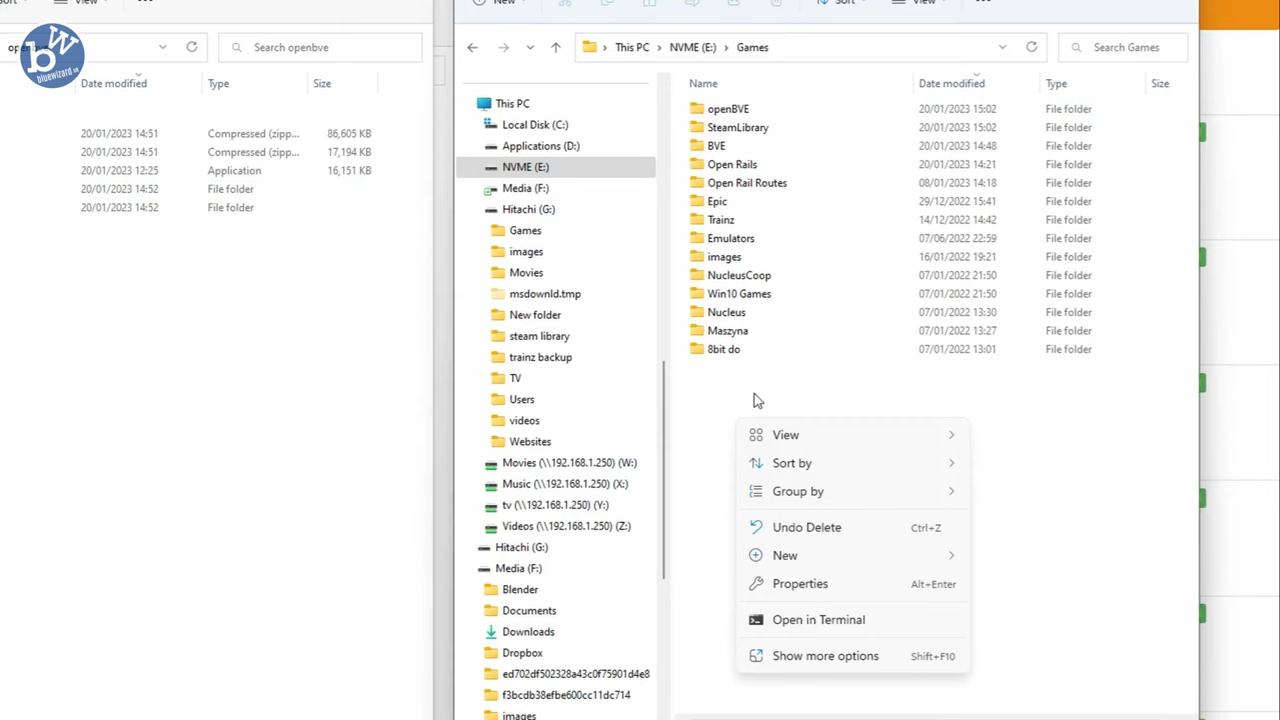 New
Sort
View
View
This PC
NVME (E:)
Games
Search Games
Search openbve
bw
bluewizard
Date modified
Type
Size
20/01/2023 14:51
Compressed (zipp...
86,605 KB
20/01/2023 14:51
Compressed (zipp...
17,194 KB
20/01/2023 12:25
Application
16,151 KB
20/01/2023 14:52
File folder
20/01/2023 14:52
File folder
This PC
Local Disk (C:)
Applications (D:)
NVME (E:)
Media (F:)
Hitachi (G:)
Games
images
Movies
msdownld.tmp
New folder
steam library
trainz backup
TV
Users
videos
Websites
Movies (\\192.168.1.250) (W:)
Music (\\192.168.1.250) (X:)
tv (\\192.168.1.250) (Y:)
Videos (\\192.168.1.250) (Z:)
Hitachi (G:)
Media (F:)
Blender
Documents
Downloads
Dropbox
ed702df502328a43c0f75901d4e8
f3bcdb38efbe600cc11dc714
images
Name
Date modified
Type
Size
openBVE
20/01/2023 15:02
File folder
SteamLibrary
20/01/2023 15:02
File folder
BVE
20/01/2023 14:48
File folder
Open Rails
20/01/2023 14:21
File folder
Open Rail Routes
08/01/2023 14:18
File folder
Epic
29/12/2022 15:41
File folder
Trainz
14/12/2022 14:42
File folder
Emulators
07/06/2022 22:59
File folder
images
16/01/2022 19:21
File folder
NucleusCoop
07/01/2022 21:50
File folder
Win10 Games
07/01/2022 21:50
File folder
Nucleus
07/01/2022 13:30
File folder
Maszyna
07/01/2022 13:27
File folder
8bit do
07/01/2022 13:01
File folder
View
Sort by
Group by
Undo Delete
Ctrl+Z
New
Properties
Alt+Enter
Open in Terminal
Show more options
Shift+F10